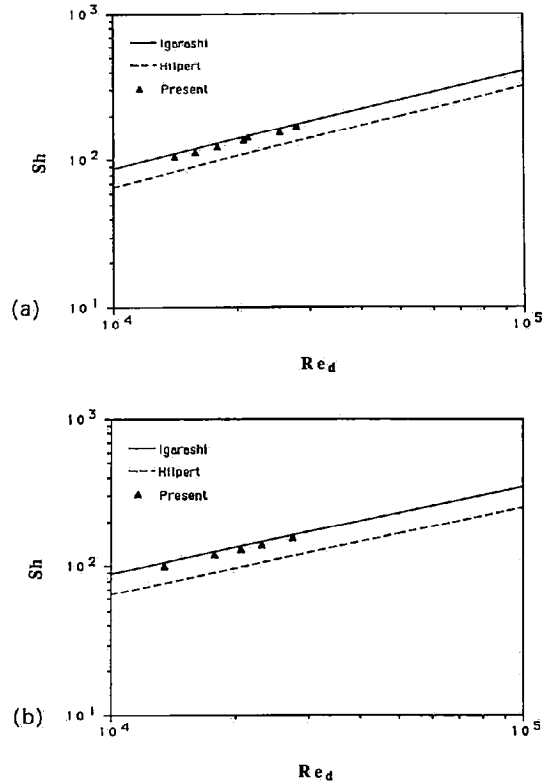 10³
Igarashi
Hilpert
Present
Sh
10²
10¹
(a)
10⁴
10⁵
Re_d
10³
Igarashi
Hilpert
Present
Sh
10²
10¹
(b)
10⁴
10⁵
Re_d